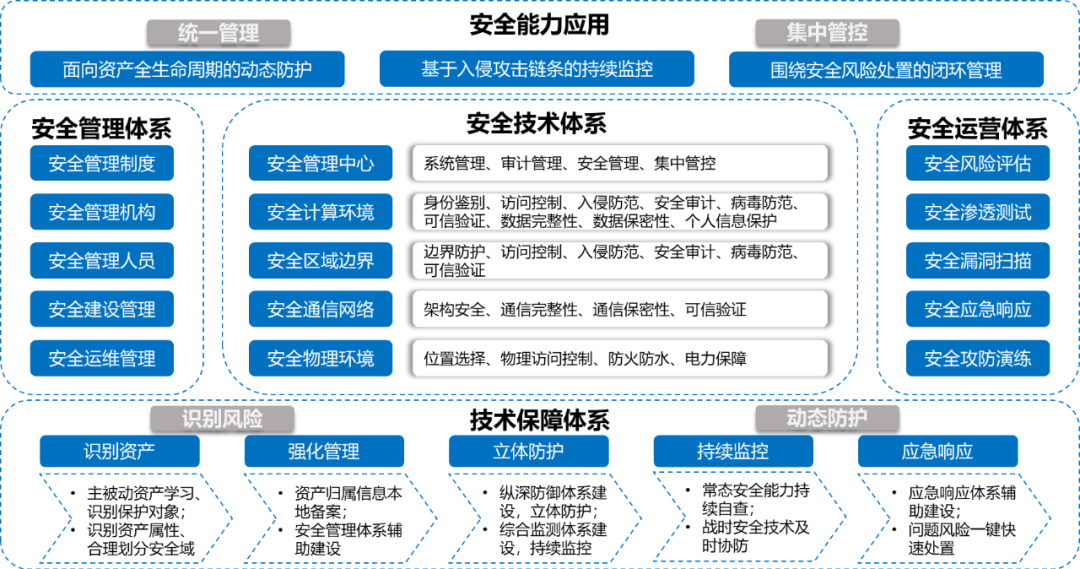 安全能力应用
统一管理
集中管控
面向资产全生命周期的动态防护
基于入侵攻击链条的持续监控
围绕安全风险处置的闭环管理
安全管理体系
安全管理制度
安全管理机构
安全管理人员
安全建设管理
安全运维管理
安全技术体系
安全管理中心
系统管理、审计管理、安全管理、集中管控
安全计算环境
身份鉴别、访问控制、入侵防范、安全审计、病毒防范、
可信验证、数据完整性、数据保密性、个人信息保护
安全区域边界
边界防护、访问控制、入侵防范、安全审计、病毒防范、
可信验证
安全通信网络
架构安全、通信完整性、通信保密性、可信验证
安全物理环境
位置选择、物理访问控制、防火防水、电力保障
安全运营体系
安全风险评估
安全渗透测试
安全漏洞扫描
安全应急响应
安全攻防演练
技术保障体系
识别风险
动态防护
识别资产
• 主被动资产学习、
识别保护对象；
• 识别资产属性、
合理划分安全域
强化管理
• 资产归属信息本
地备案；
• 安全管理体系辅
助建设
立体防护
• 纵深防御体系建
设，立体防护；
• 综合监测体系建
设，持续监控
持续监控
• 常态安全能力持
续自查；
• 战时安全技术及
时协防
应急响应
• 应急响应体系辅
助建设；
• 问题风险一键快
速处置